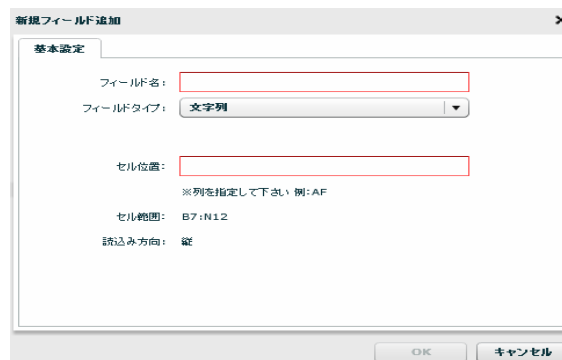 新規フィールド追加
基本設定
フィールド名:
フィールドタイプ: 文字列
セル位置:
※列を指定して下さい 例:AF
セル範囲: B7:N12
読込み方向: 縦
OK キャンセル